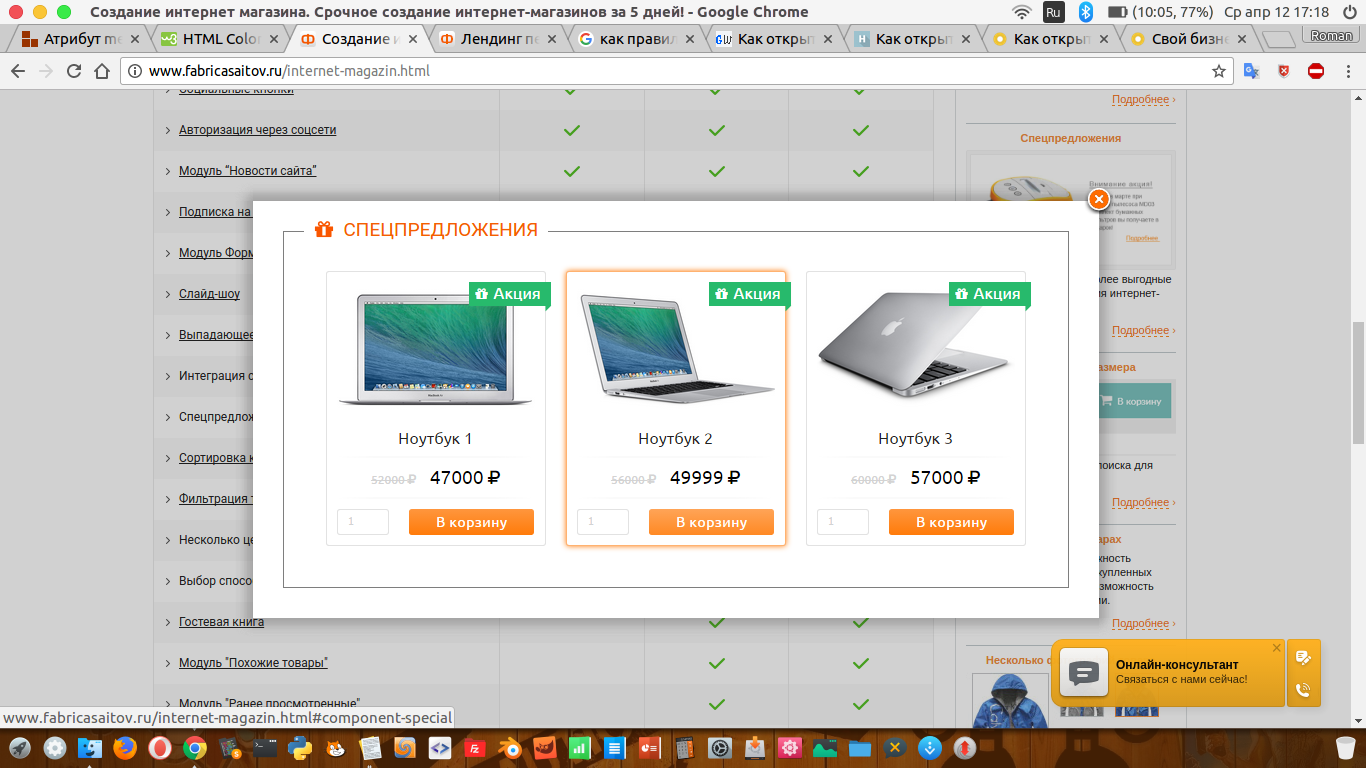 Создание интернет магазина. Срочное создание интернет-магазинов за 5 дней! - Google Chrome
Ru
(10:05, 77%)
Ср апр 12 17:18
Атрибут me
HTML Color
Создание и
Лендинг пе
как правил
Как открыт
Как открыт
Как открыт
Свой бизне
Roman
www.fabricasaitov.ru/internet-magazin.html
Социальные кнопки
Авторизация через соцсети
Модуль “Новости сайта”
Подписка на
Модуль Форм
Слайд-шоу
Выпадающее
Интеграция с
Спецпредлож
Сортировка к
Фильтрация т
Несколько це
Выбор способ
Гостевая книга
Модуль "Похожие товары"
Модуль "Ранее просмотренные"
СПЕЦПРЕДЛОЖЕНИЯ
Акция
Ноутбук 1
52000 ₽ 47000 ₽
1 В корзину
Акция
Ноутбук 2
56000 ₽ 49999 ₽
1 В корзину
Акция
Ноутбук 3
60000 ₽ 57000 ₽
1 В корзину
Подробнее ›
Спецпредложения
Внимание акция!
Подробнее
олее выгодные
ия интернет-
Подробнее ›
азмера
В корзину
поиска для
Подробнее ›
арах
жность
купленных
зможность
ии.
Подробнее ›
Несколько ф
Онлайн-консультант
Связаться с нами сейчас!
www.fabricasaitov.ru/internet-magazin.html#component-special